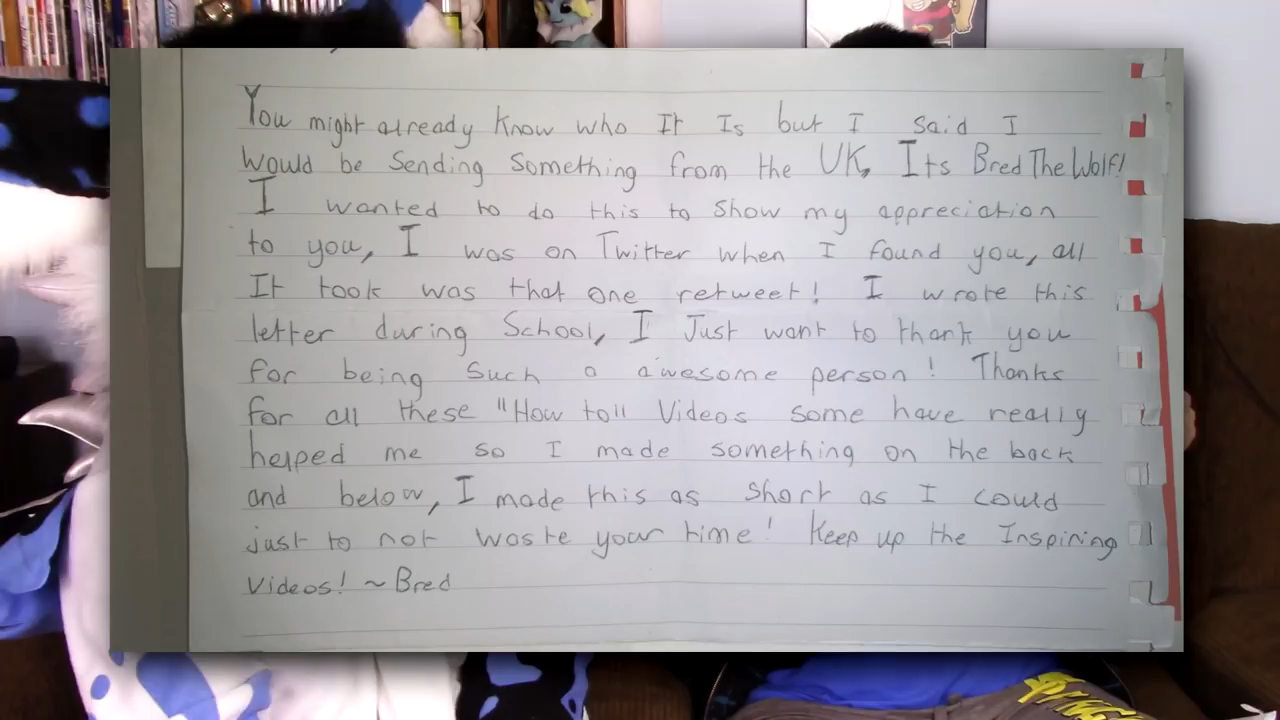 You might already know who It Is but I said I
would be Sending Something from the UK, Its Bred The Wolf!
I wanted to do this to show my appreciation
to you, I was on Twitter when I found you, all
It took was that one retweet! I wrote this
letter during School, I Just want to thank you
for being Such a awesome person! Thanks
for all these "How to" Videos some have really
helped me so I made something on the back
and below, I made this as short as I could
just to not waste your time! Keep up the Inspiring
Videos! ~ Bred